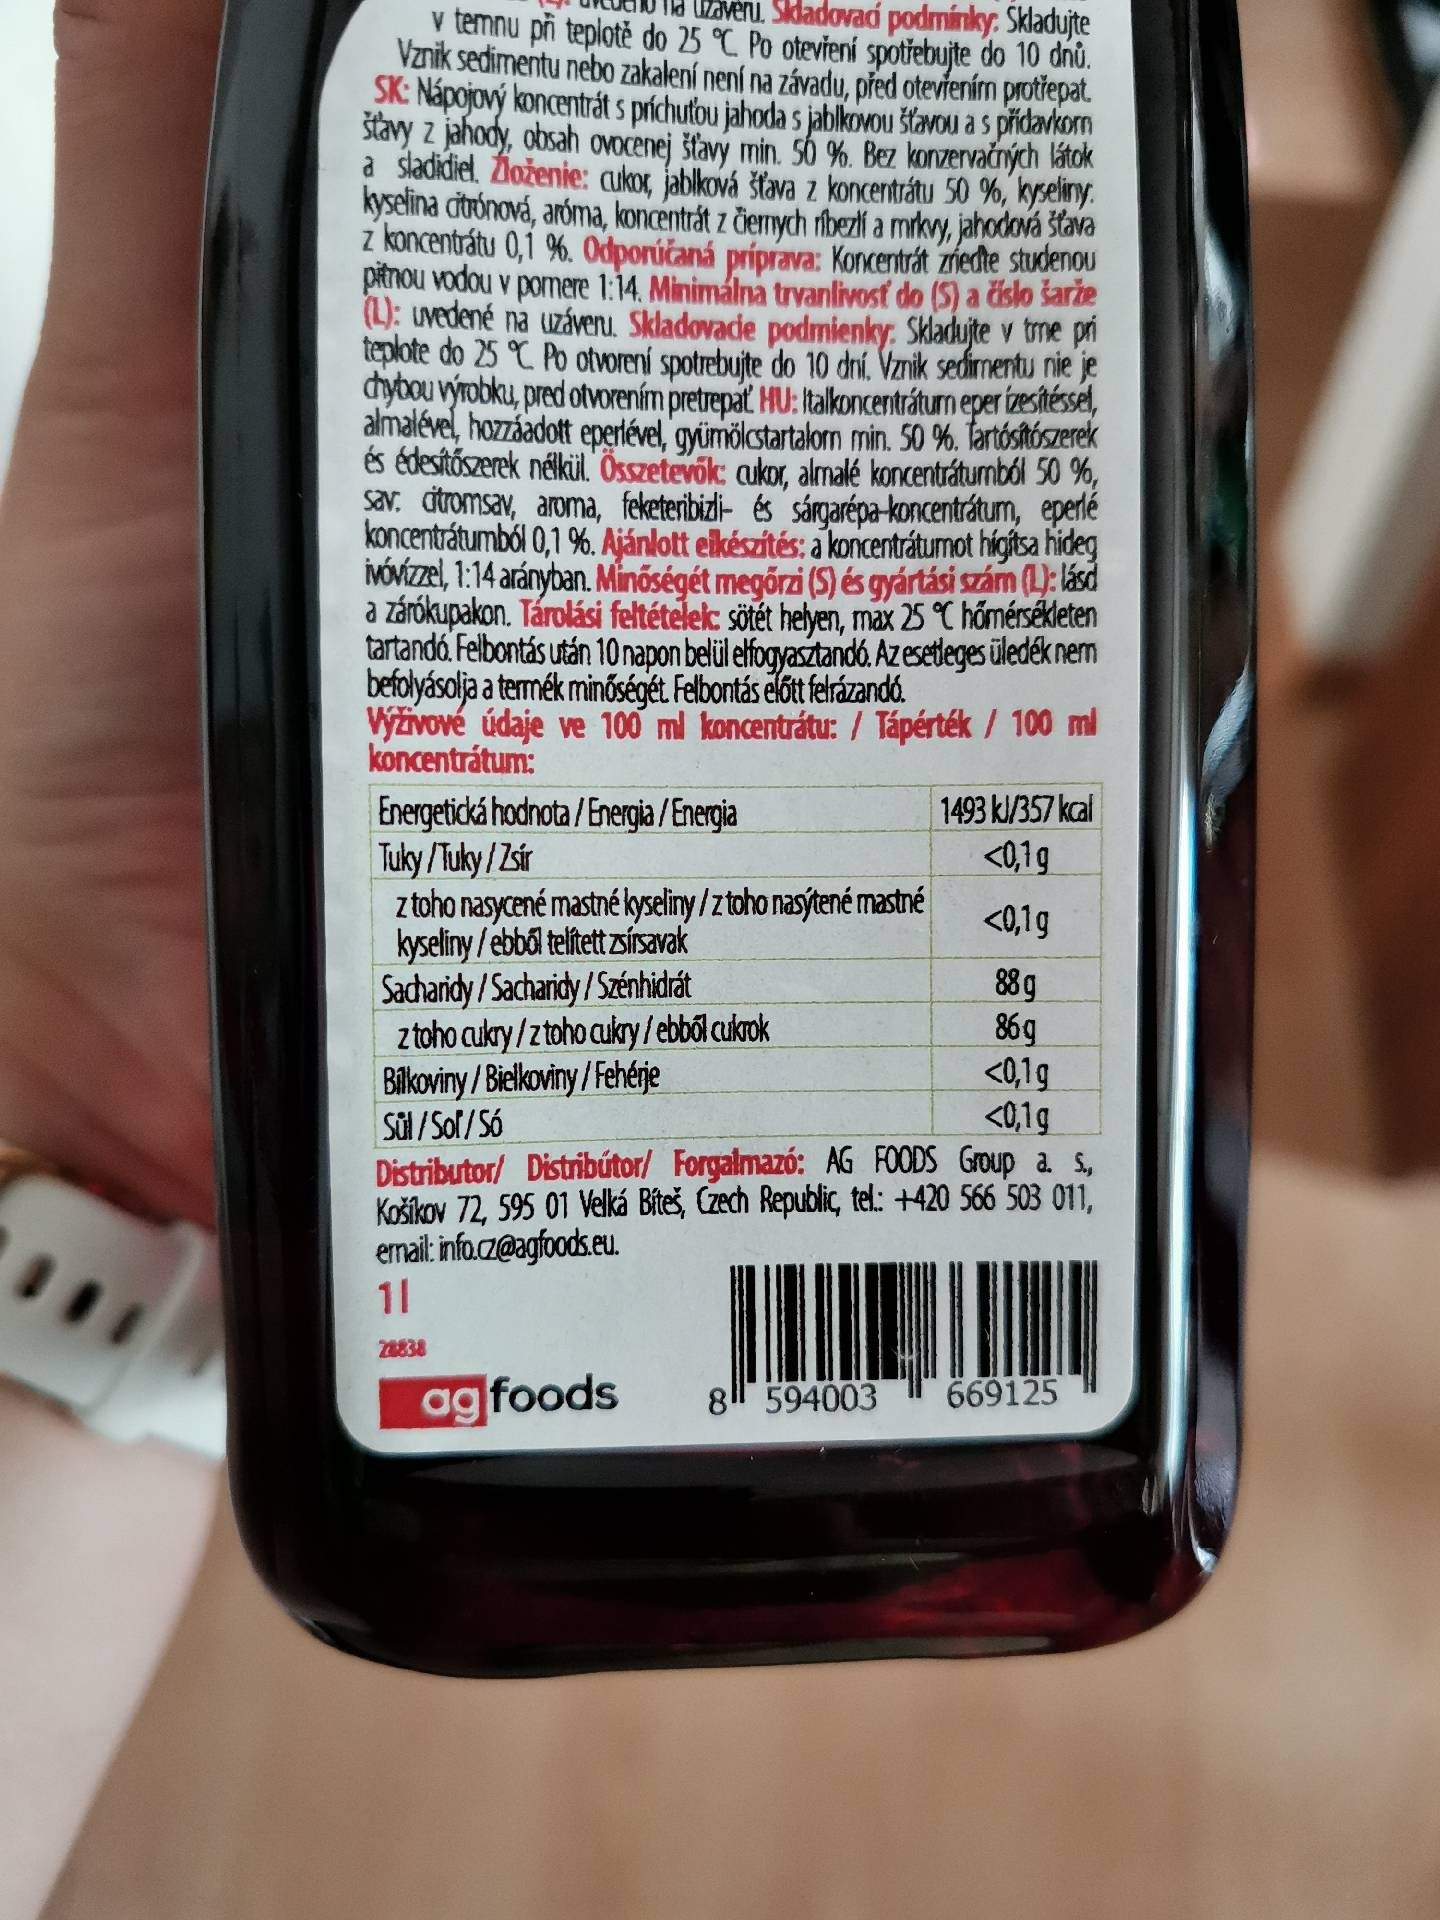 uvedeno na uzávěru. Skladovací podmínky: Skladujte
v temnu při teplotě do 25 °C. Po otevření spotřebujte do 10 dnů.
Vznik sedimentu nebo zakalení není na závadu, před otevřením protřepat.
SK: Nápojový koncentrát s príchuťou jahoda s jablkovou šťavou a s přídavkom
šťavy z jahody, obsah ovocenej šťavy min. 50 %. Bez konzervačných látok
a sladidiel. Zloženie: cukor, jablková šťava z koncentrátu 50 %, kyseliny:
kyselina citrónová, aróma, koncentrát z čiernych ríbezlí a mrkvy, jahodová šťava
z koncentrátu 0,1 %. Odporúčaná príprava: Koncentrát zrieďte studenou
pitnou vodou v pomere 1:14. Minimálna trvanlivosť do (S) a číslo šarže
(L): uvedené na uzáveru. Skladovacie podmienky: Skladujte v tme pri
teplote do 25 °C. Po otvorení spotrebujte do 10 dní. Vznik sedimentu nie je
chybou výrobku, pred otvorením pretrepať. HU: Italkoncentrátum eper ízesítéssel,
almalével, hozzáadott eperlével, gyümölcstartalom min. 50 %. Tartósítószerek
és édesítőszerek nélkül. Összetevők: cukor, almalé koncentrátumból 50 %,
sav: citromsav, aroma, feketeribizli- és sárgarépa-koncentrátum, eperlé
koncentrátumból 0,1 %. Ajánlott elkészítés: a koncentrátumot hígítsa hideg
ivóvízzel, 1:14 arányban. Minőségét megőrzi (S) és gyártási szám (L): lásd
a zárókupakon. Tárolási feltételek: sötét helyen, max 25 °C hőmérsékleten
tartandó. Felbontás után 10 napon belül elfogyasztandó. Az esetleges üledék nem
befolyásolja a termék minőségét. Felbontás előtt felrázandó.
Výživové údaje ve 100 ml koncentrátu: / Tápérték / 100 ml
koncentrátum:
Energetická hodnota / Energia / Energia 1493 kJ/357 kcal
Tuky / Tuky / Zsír <0,1 g
z toho nasycené mastné kyseliny / z toho nasýtené mastné
kyseliny / ebből telített zsírsavak <0,1 g
Sacharidy / Sacharidy / Szénhidrát 88 g
z toho cukry / z toho cukry / ebből cukrok 86 g
Bílkoviny / Bielkoviny / Fehérje <0,1 g
Sůl / Soľ / Só <0,1 g
Distributor/ Distribútor/ Forgalmazó: AG FOODS Group a. s.,
Košíkov 72, 595 01 Velká Bíteš, Czech Republic, tel.: +420 566 503 011,
email: info.cz@agfoods.eu.
1 l
28838
ag foods
8 594003 669125